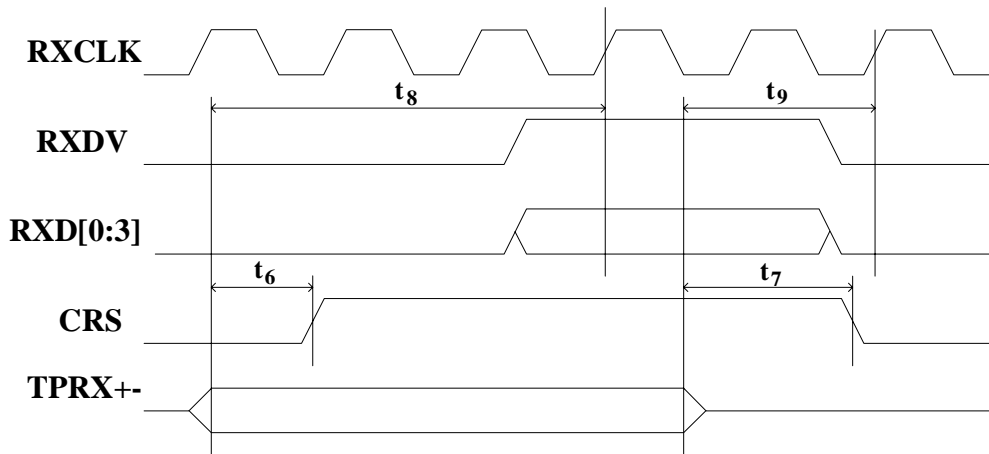 RXCLK
t8
t9
RXDV
RXD[0:3]
t6
t7
CRS
TPRX+-